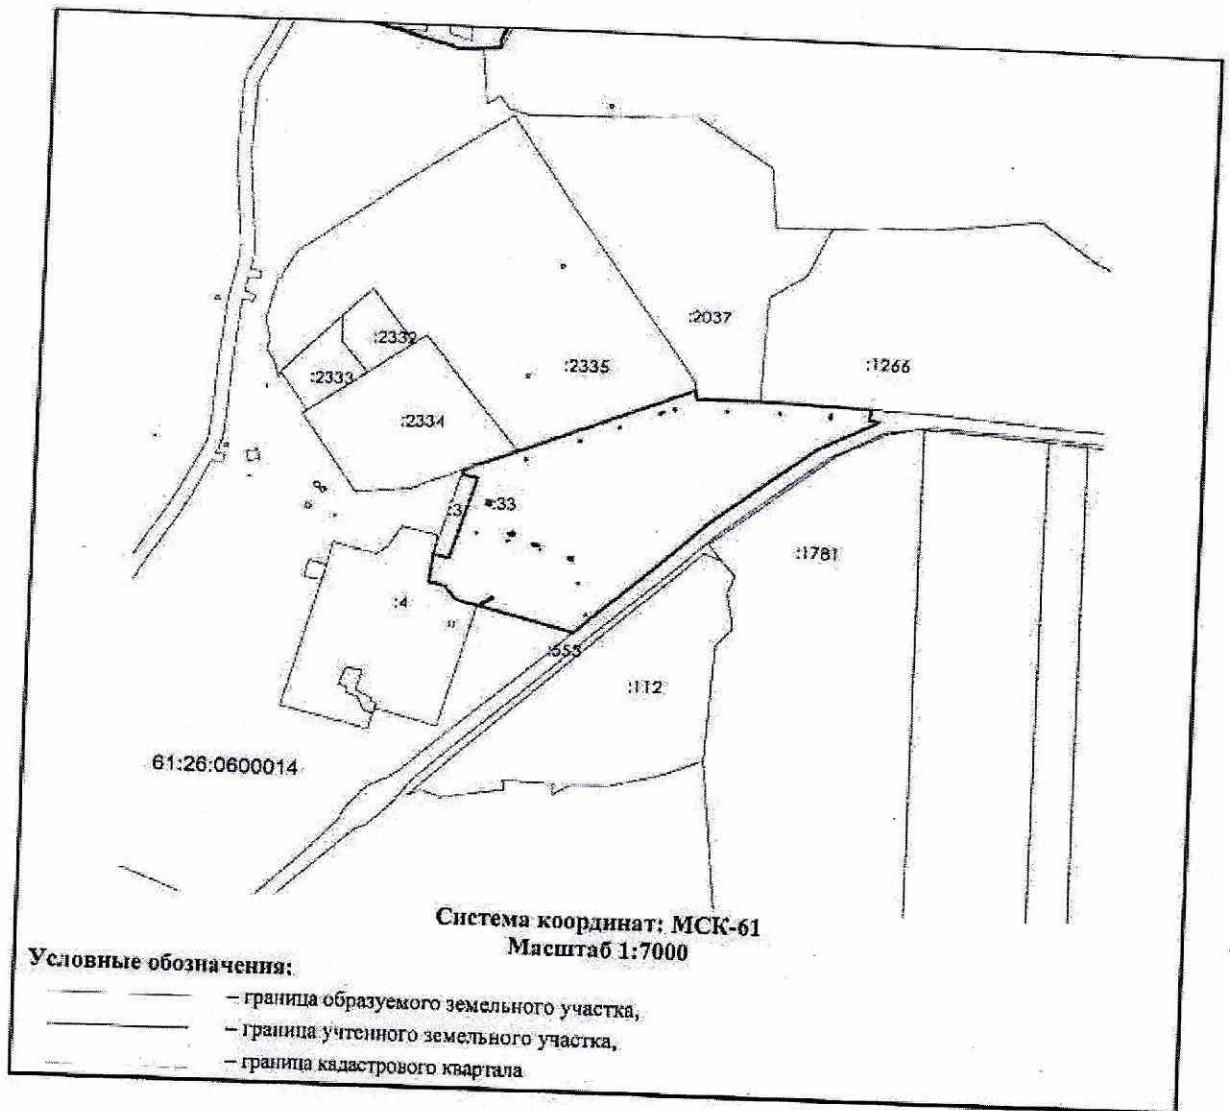 :2037
:2332
:2335
:1266
:2333
:2334
:3
:33
:1781
:4
:553
:112
61:26:0600014
Система координат: МСК-61
Масштаб 1:7000
Условные обозначения:
– граница образуемого земельного участка,
– граница учтенного земельного участка,
– граница кадастрового квартала